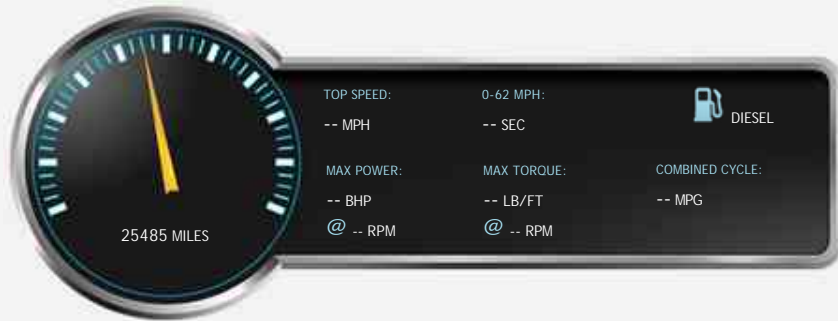 TOP SPEED:
-- MPH
0-62 MPH:
-- SEC
DIESEL
MAX POWER:
-- BHP
@ -- RPM
MAX TORQUE:
-- LB/FT
@ -- RPM
COMBINED CYCLE:
-- MPG
25485 MILES